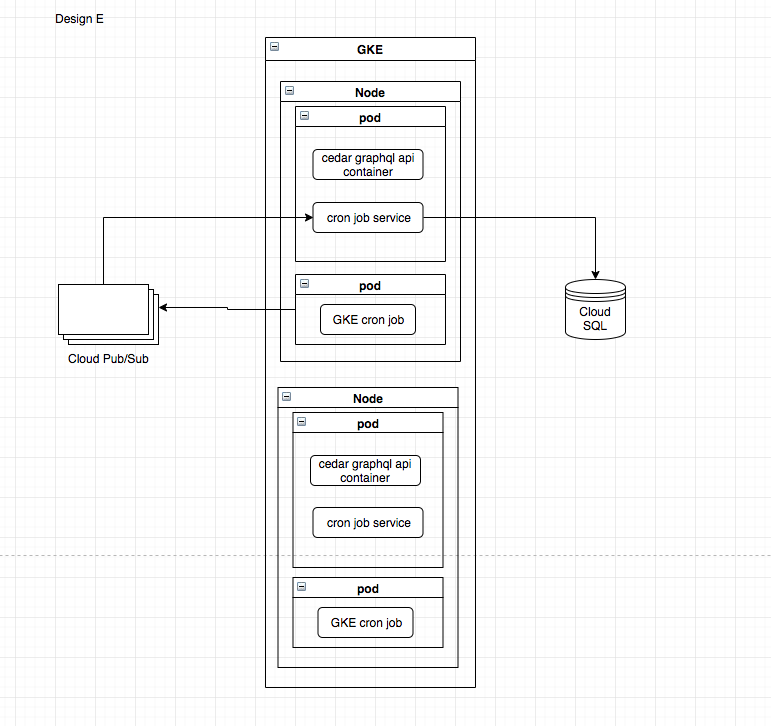 Design E
GKE
Node
pod
cedar graphql api
container
cron job service
pod
GKE cron job
Cloud Pub/Sub
Cloud
SQL
Node
pod
cedar graphql api
container
cron job service
pod
GKE cron job